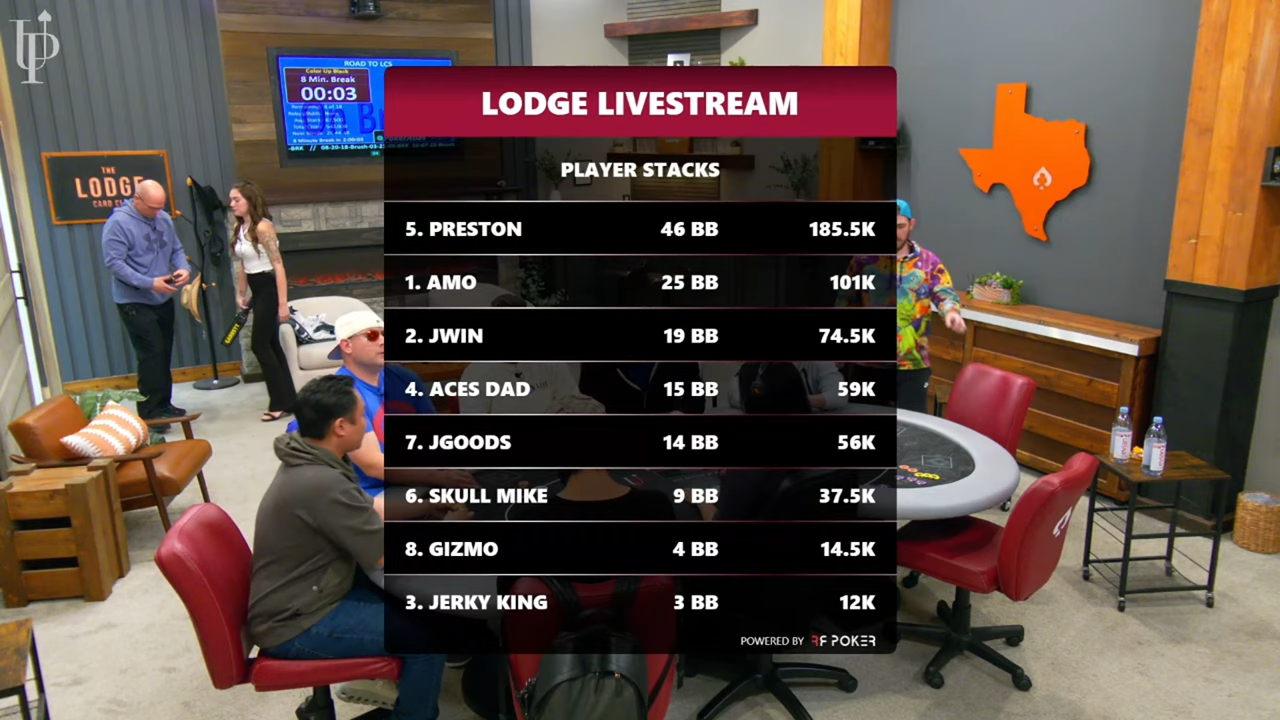 UP
ROAD TO LCS
Color Up Black
8 Min. Break
00:03
THE
LODGE
LODGE LIVESTREAM
PLAYER STACKS
5. PRESTON 46 BB 185.5K
1. AMO 25 BB 101K
2. JWIN 19 BB 74.5K
4. ACES DAD 15 BB 59K
7. JGOODS 14 BB 56K
6. SKULL MIKE 9 BB 37.5K
8. GIZMO 4 BB 14.5K
3. JERKY KING 3 BB 12K
POWERED BY RF POKER